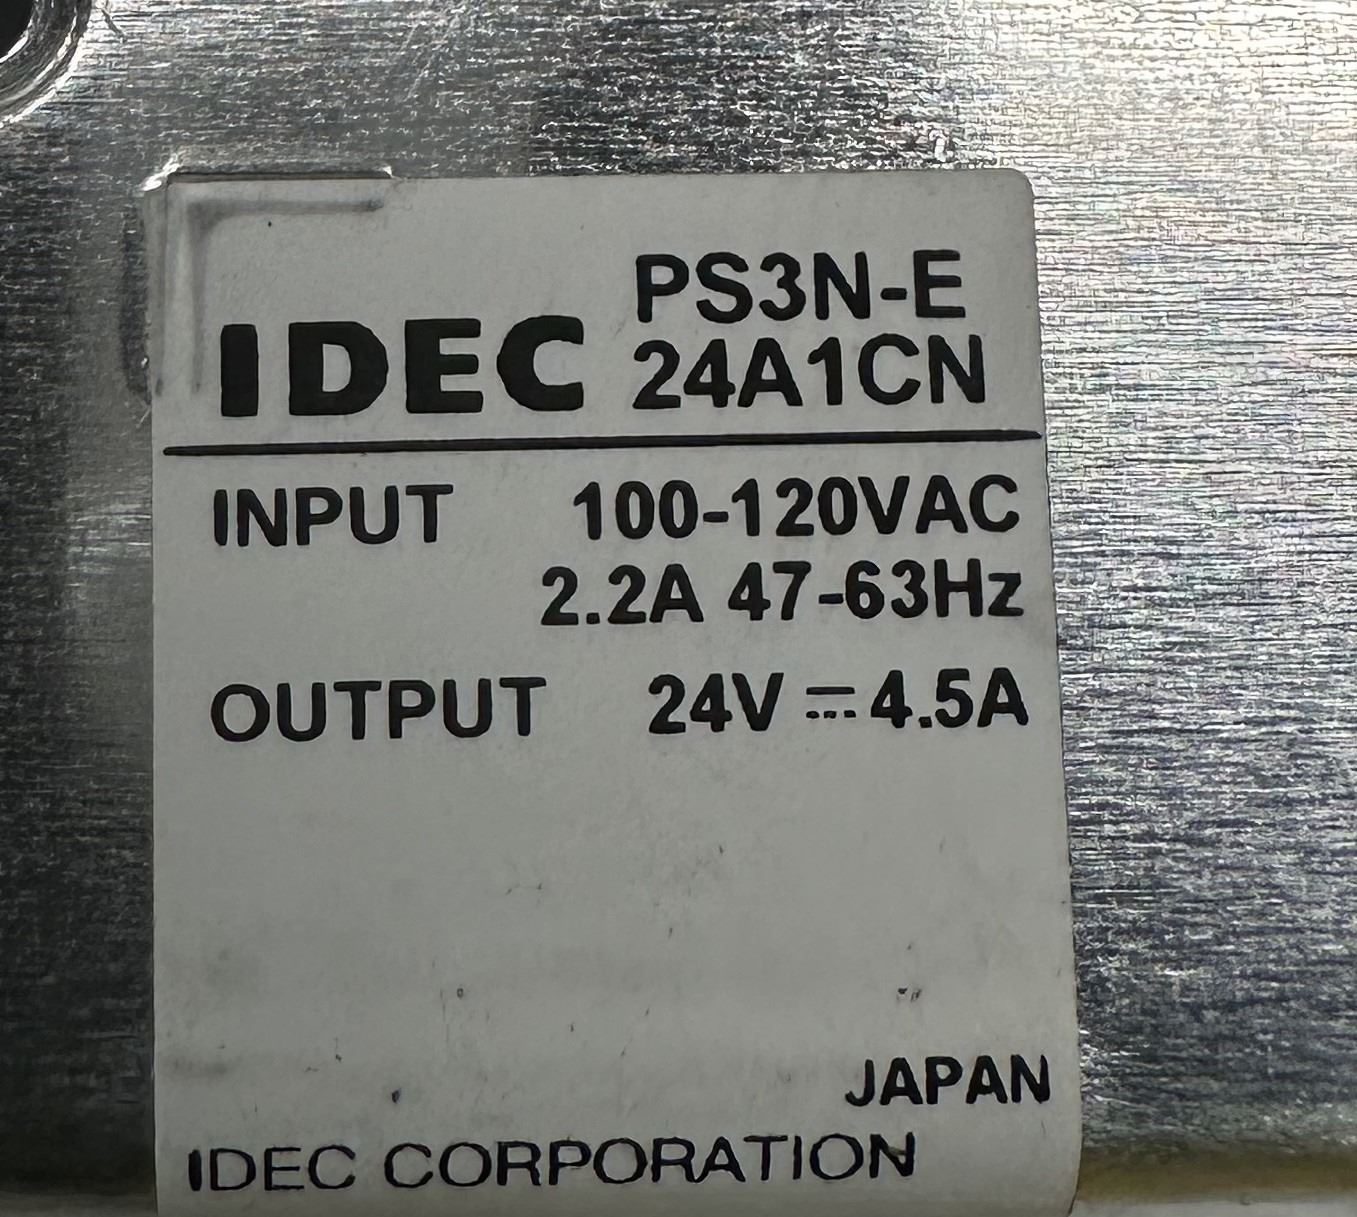 PS3N-E
IDEC 24A1CN
INPUT 100-120VAC
2.2A 47-63Hz
OUTPUT 24V ⎓ 4.5A
JAPAN
IDEC CORPORATION